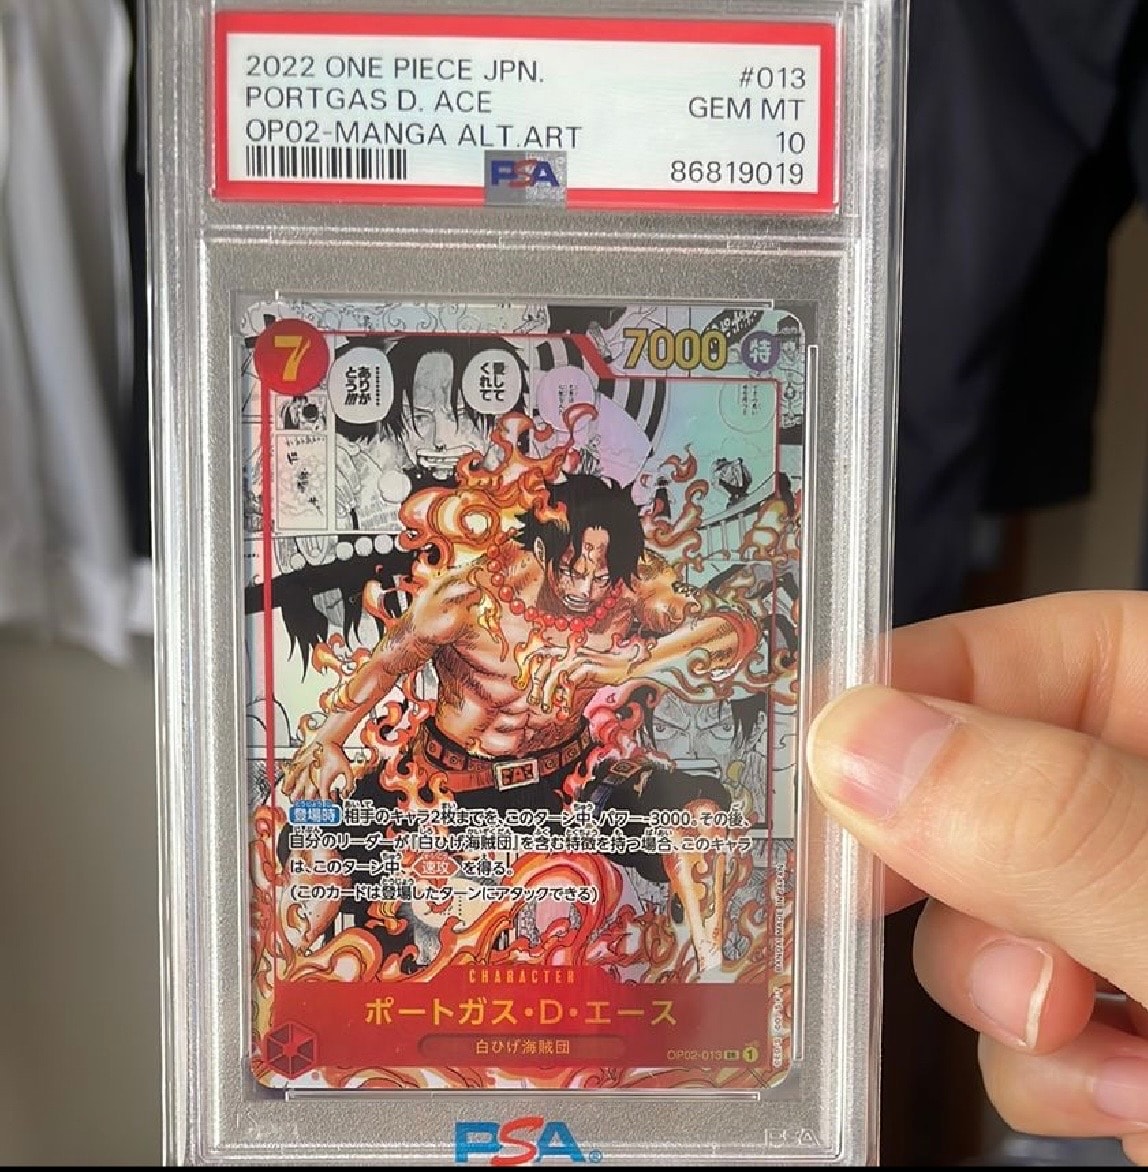 2022 ONE PIECE JPN.
#013
PORTGAS D. ACE
GEM MT
OP02-MANGA ALT.ART
10
PSA
86819019
7
7000
特
愛して
くれて
………
ありが
とう!!!
登場時 相手のキャラ2枚までを、このターン中、パワー-3000。その後、
自分のリーダーが『白ひげ海賊団』を含む特徴を持つ場合、このキャラ
は、このターン中、速攻 を得る。
(このカードは登場したターンにアタックできる)
CHARACTER
ポートガス・D・エース
白ひげ海賊団
OP02-013 SR 1
BANDAI MADE IN JAPAN
PSA
PSA